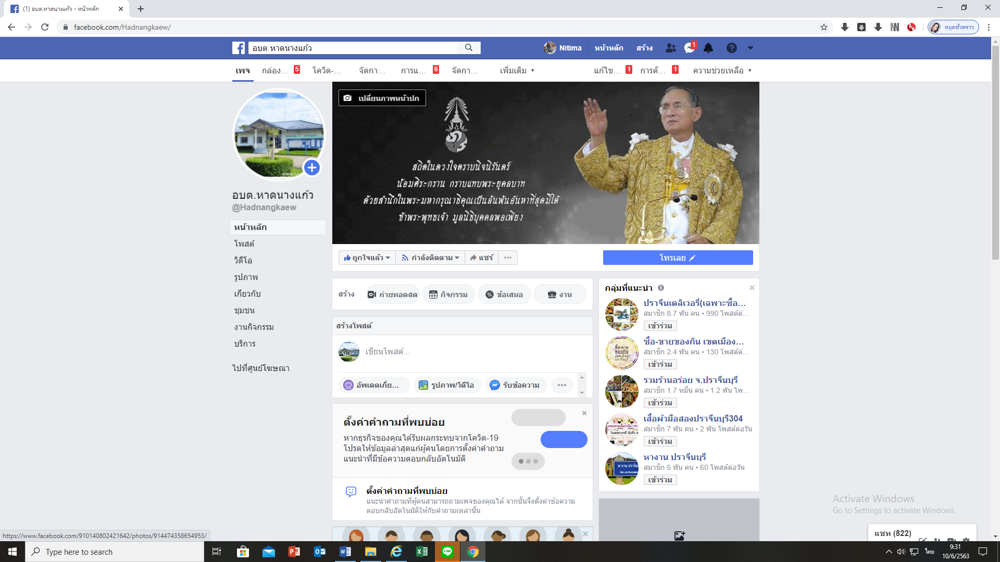 (1) อบต.หาดนางแก้ว - หน้าหลัก
facebook.com/Hadnangkaew/
หยุดชั่วคราว
อบต.หาดนางแก้ว
Nitima
หน้าหลัก
สร้าง
1
เพจ
กล่อง...
5
โควิด-...
จัดกา...
การแ...
6
จัดกา...
เพิ่มเติม
แก้ไข...
1
การตั้...
1
ความช่วยเหลือ
เปลี่ยนภาพหน้าปก
สถิตในดวงใจตราบนิจนิรันดร์
น้อมศิระกราน กราบแทบพระยุคลบาท
ด้วยสำนึกในพระมหากรุณาธิคุณเป็นล้นพ้นอันหาที่สุดมิได้
ข้าพระพุทธเจ้า มูลนิธิบุคคลพอเพียง
อบต.หาดนางแก้ว
@Hadnangkaew
หน้าหลัก
โพสต์
วิดีโอ
รูปภาพ
เกี่ยวกับ
ชุมชน
งานกิจกรรม
บริการ
ไปที่ศูนย์โฆษณา
ถูกใจแล้ว
กำลังติดตาม
แชร์
โทรเลย
สร้าง
ถ่ายทอดสด
กิจกรรม
ข้อเสนอ
งาน
สร้างโพสต์
เขียนโพสต์...
อัพเดตเกี่ย...
รูปภาพ/วิดีโอ
รับข้อความ
ตั้งค่าคำถามที่พบบ่อย
หากธุรกิจของคุณได้รับผลกระทบจากโควิด-19
โปรดให้ข้อมูลล่าสุดแก่ผู้คนโดยการตั้งค่าคำถาม
แนะนำที่มีข้อความตอบกลับอัตโนมัติ
ตั้งค่าคำถามที่พบบ่อย
แนะนำคำถามที่ผู้คนสามารถถามเพจของคุณได้ จากนั้นจึงตั้งค่าข้อความ
ตอบกลับอัตโนมัติให้กับคำถามเหล่านั้น
กลุ่มที่แนะนำ
ปราจีนเดลิเวอรี่(เฉพาะซื้อ...
สมาชิก 8.7 พัน คน • 990 โพสต์ต่...
เข้าร่วม
ซื้อ-ขายของกิน เขตเมือง...
สมาชิก 2.4 พัน คน • 130 โพสต์ต่...
เข้าร่วม
รวมร้านอร่อย จ.ปราจีนบุรี
สมาชิก 1.7 หมื่น คน • 1.2 พัน โพ...
เข้าร่วม
เสื้อผ้ามือสองปราจีนบุรี304
สมาชิก 7 พัน คน • 2 พัน โพสต์ต่อวัน
เข้าร่วม
หางาน ปราจีนบุรี
สมาชิก 6 พัน คน • 60 โพสต์ต่อวัน
เข้าร่วม
Activate Windows
Go to Settings to activate Windows.
แชท (822)
https://www.facebook.com/910140802421642/photos/914474358654953/
Type here to search
ไทย
9:31
10/6/2563